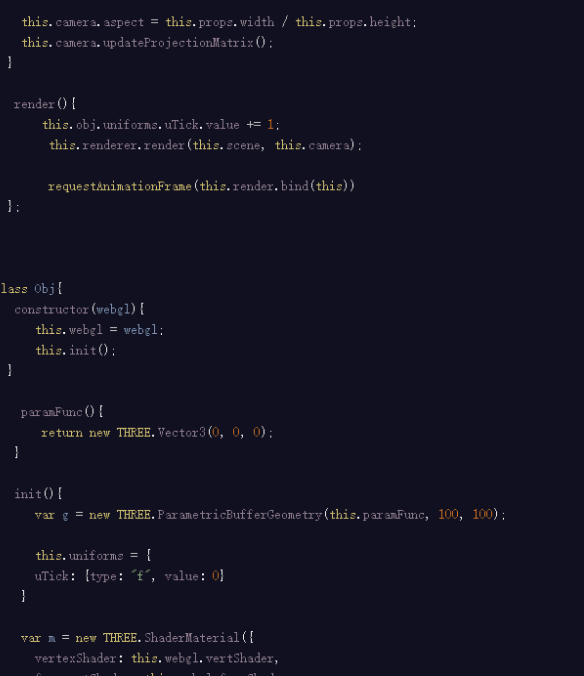 this.camera.aspect = this.props.width / this.props.height;
this.camera.updateProjectionMatrix();
}
render(){
this.obj.uniforms.uTick.value += 1;
this.renderer.render(this.scene, this.camera);
requestAnimationFrame(this.render.bind(this))
};
lass Obj{
constructor(webgl){
this.webgl = webgl;
this.init();
}
paramFunc(){
return new THREE.Vector3(0, 0, 0);
}
init(){
var g = new THREE.ParametricBufferGeometry(this.paramFunc, 100, 100);
this.uniforms = {
uTick: {type: "f", value: 0}
}
var m = new THREE.ShaderMaterial({
vertexShader: this.webgl.vertShader,